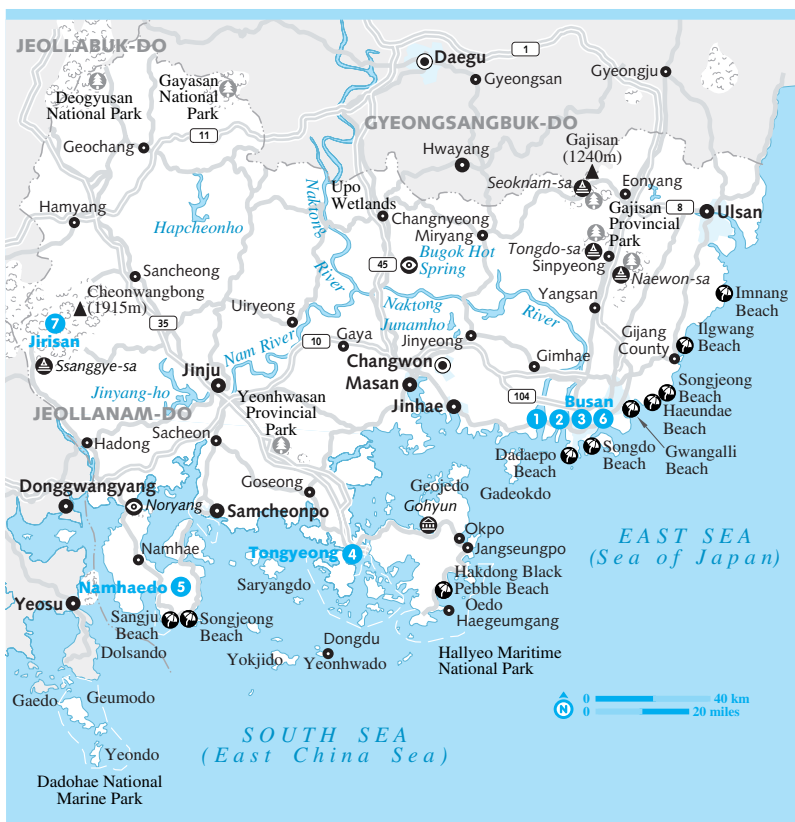 JEOLLABUK-DO
Daegu
1
Gyeongju
Gyeongsan
Gayasan
National
Park
Deogyusan
National Park
GYEONGSANGBUK-DO
11
Geochang
Gajisan
(1240m)
Hwayang
Seoknam-sa
Eonyang
Upo
Wetlands
Naktong
River
Hamyang
Hapcheonho
Changnyeong
Miryang
Gajisan
Provincial
Park
8
Ulsan
Bugok Hot
Spring
Tongdo-sa
Sinpyeong
Naewon-sa
45
Sancheong
Cheonwangbong
(1915m)
Imnang
Beach
Yangsan
Naktong
River
Junamho
Uiryeong
7
Jirisan
35
Nam River
10
Gaya
Jinyeong
Gijang
County
Ilgwang
Beach
Ssanggye-sa
Changwon
Gimhae
Jinju
Masan
Jinyang-ho
Yeonhwasan
Provincial
Park
Jinhae
104
Busan
1
2
3
6
Songjeong
Beach
Haeundae
Beach
Gwangalli
Beach
JEOLLANAM-DO
Hadong
Sacheon
Dadaepo
Beach
Songdo
Beach
Donggwangyang
Noryang
Goseong
Geojedo
Gadeokdo
Gohyun
Samcheonpo
Okpo
Jangseungpo
EAST SEA
(Sea of Japan)
Namhae
Tongyeong
4
Namhaedo
5
Saryangdo
Hakdong Black
Pebble Beach
Oedo
Haegeumgang
Yeosu
Sangju
Beach
Songjeong
Beach
Dolsando
Dongdu
Yokjido
Yeonhwado
Hallyeo Maritime
National Park
Gaedo
Geumodo
N
0
40 km
0
20 miles
SOUTH SEA
(East China Sea)
Yeondo
Dadohae National
Marine Park